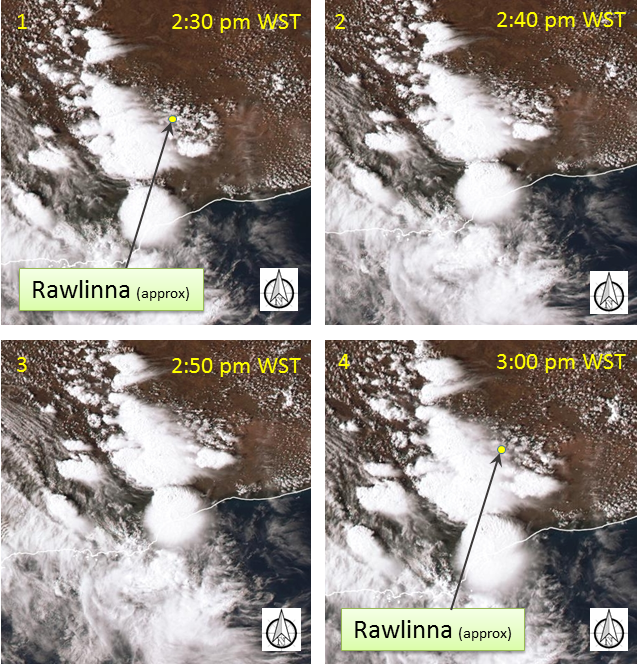 1 2:30 pm WST
2 2:40 pm WST
Rawlinna (approx)
3 2:50 pm WST
4 3:00 pm WST
Rawlinna (approx)